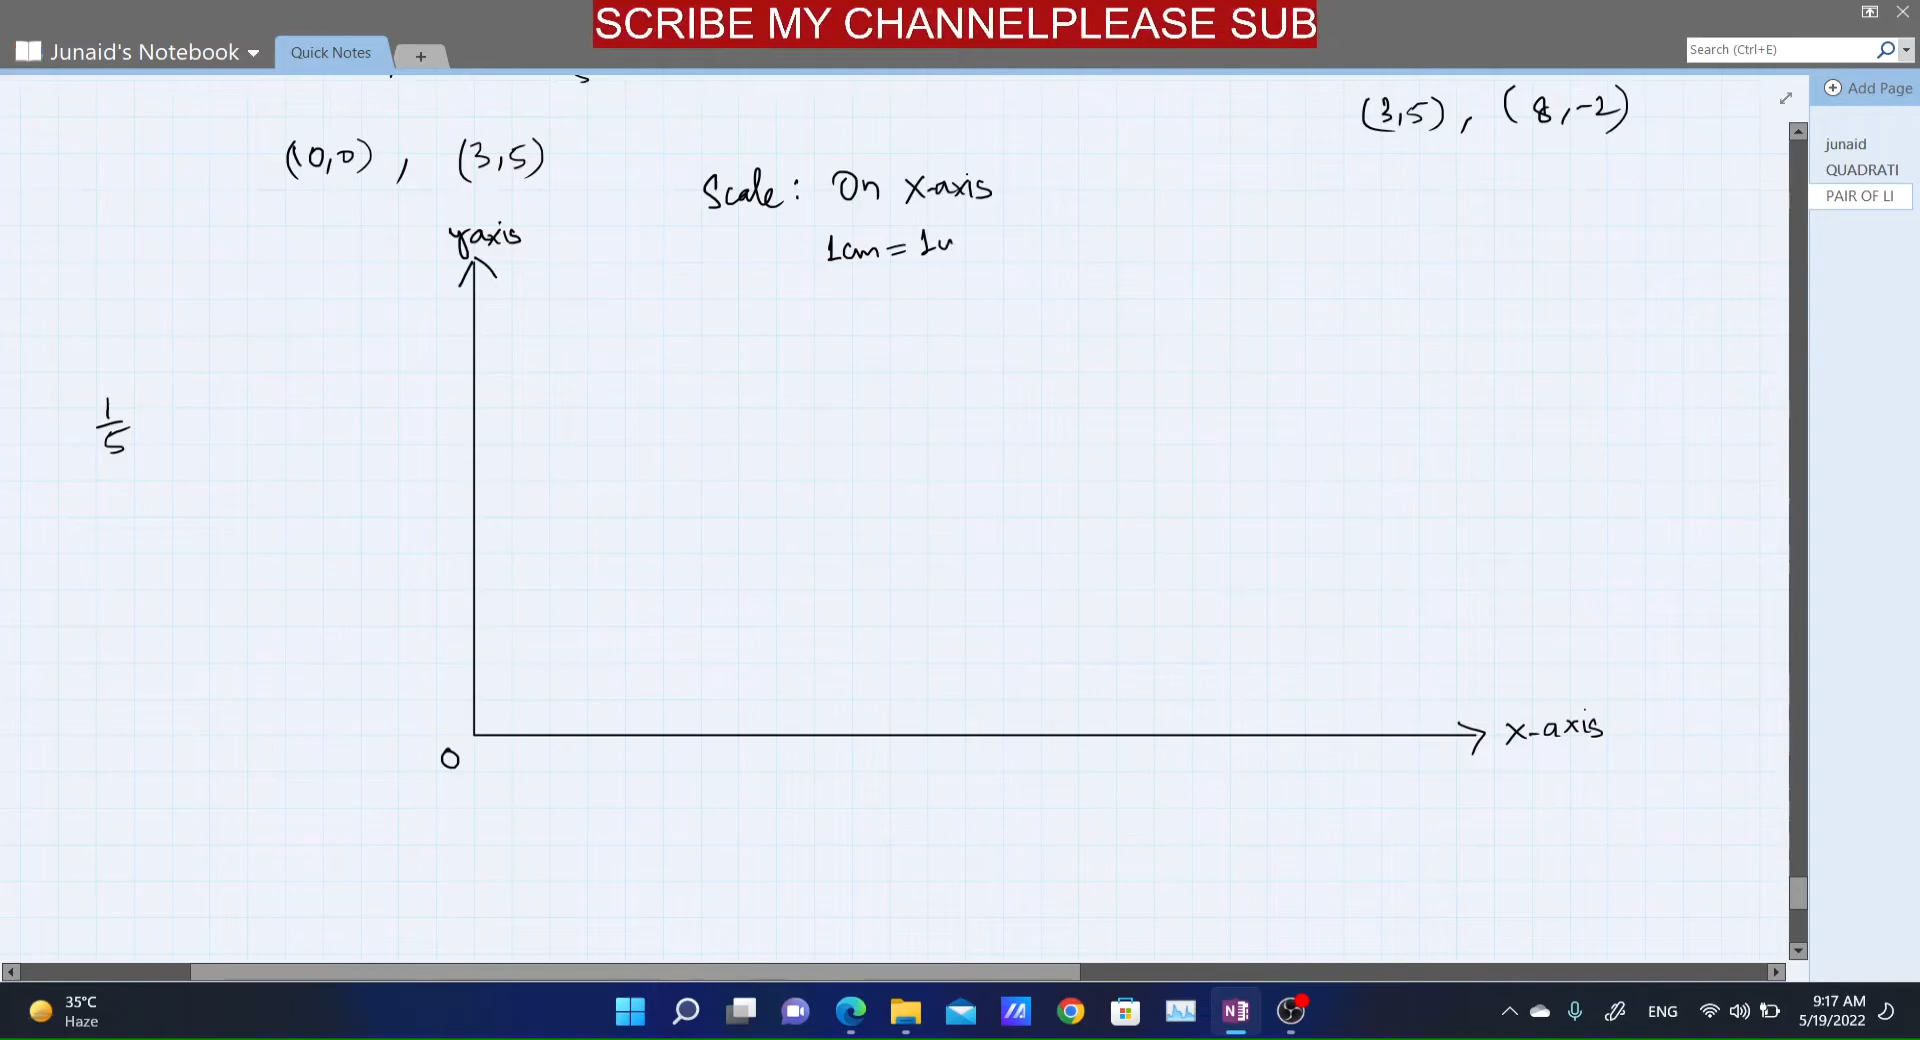 SCRIBE MY CHANNELPLEASE SUB
Junaid's Notebook
Quick Notes
Search (Ctrl+E)
Add Page
junaid
QUADRATI
PAIR OF LI
(3,5), (8,-2)
(0,0), (3,5)
Scale: On x-axis
1cm = 1u
y axis
1/5
x-axis
0
35°C
Haze
ENG
9:17 AM
5/19/2022